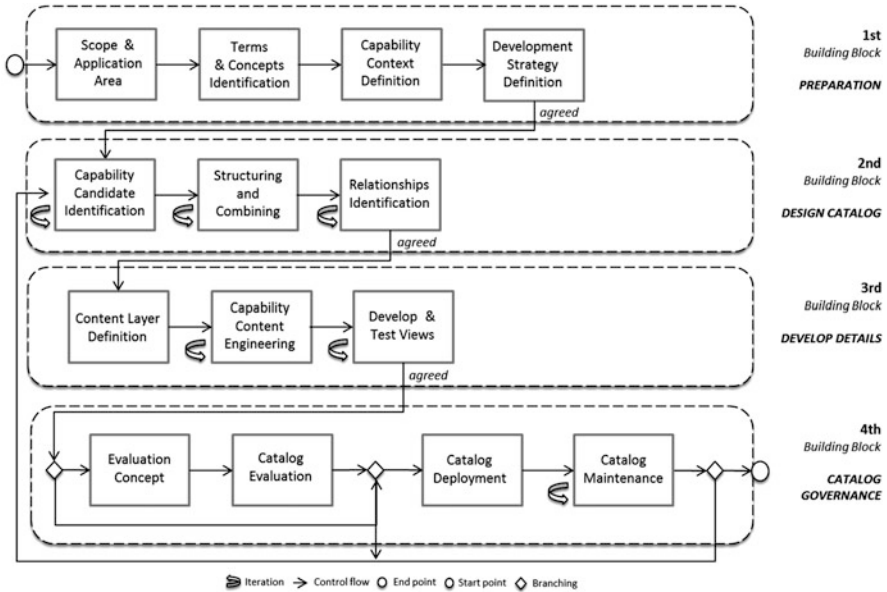 Scope &
Application
Area
Terms
& Concepts
Identification
Capability
Context
Definition
Development
Strategy
Definition
1st
Building Block
PREPARATION
agreed
Capability
Candidate
Identification
Structuring
and
Combining
Relationships
Identification
2nd
Building Block
DESIGN CATALOG
agreed
Content Layer
Definition
Capability
Content
Engineering
Develop &
Test Views
3rd
Building Block
DEVELOP DETAILS
agreed
Evaluation
Concept
Catalog
Evaluation
Catalog
Deployment
Catalog
Maintenance
4th
Building Block
CATALOG
GOVERNANCE
Iteration Control flow End point Start point Branching